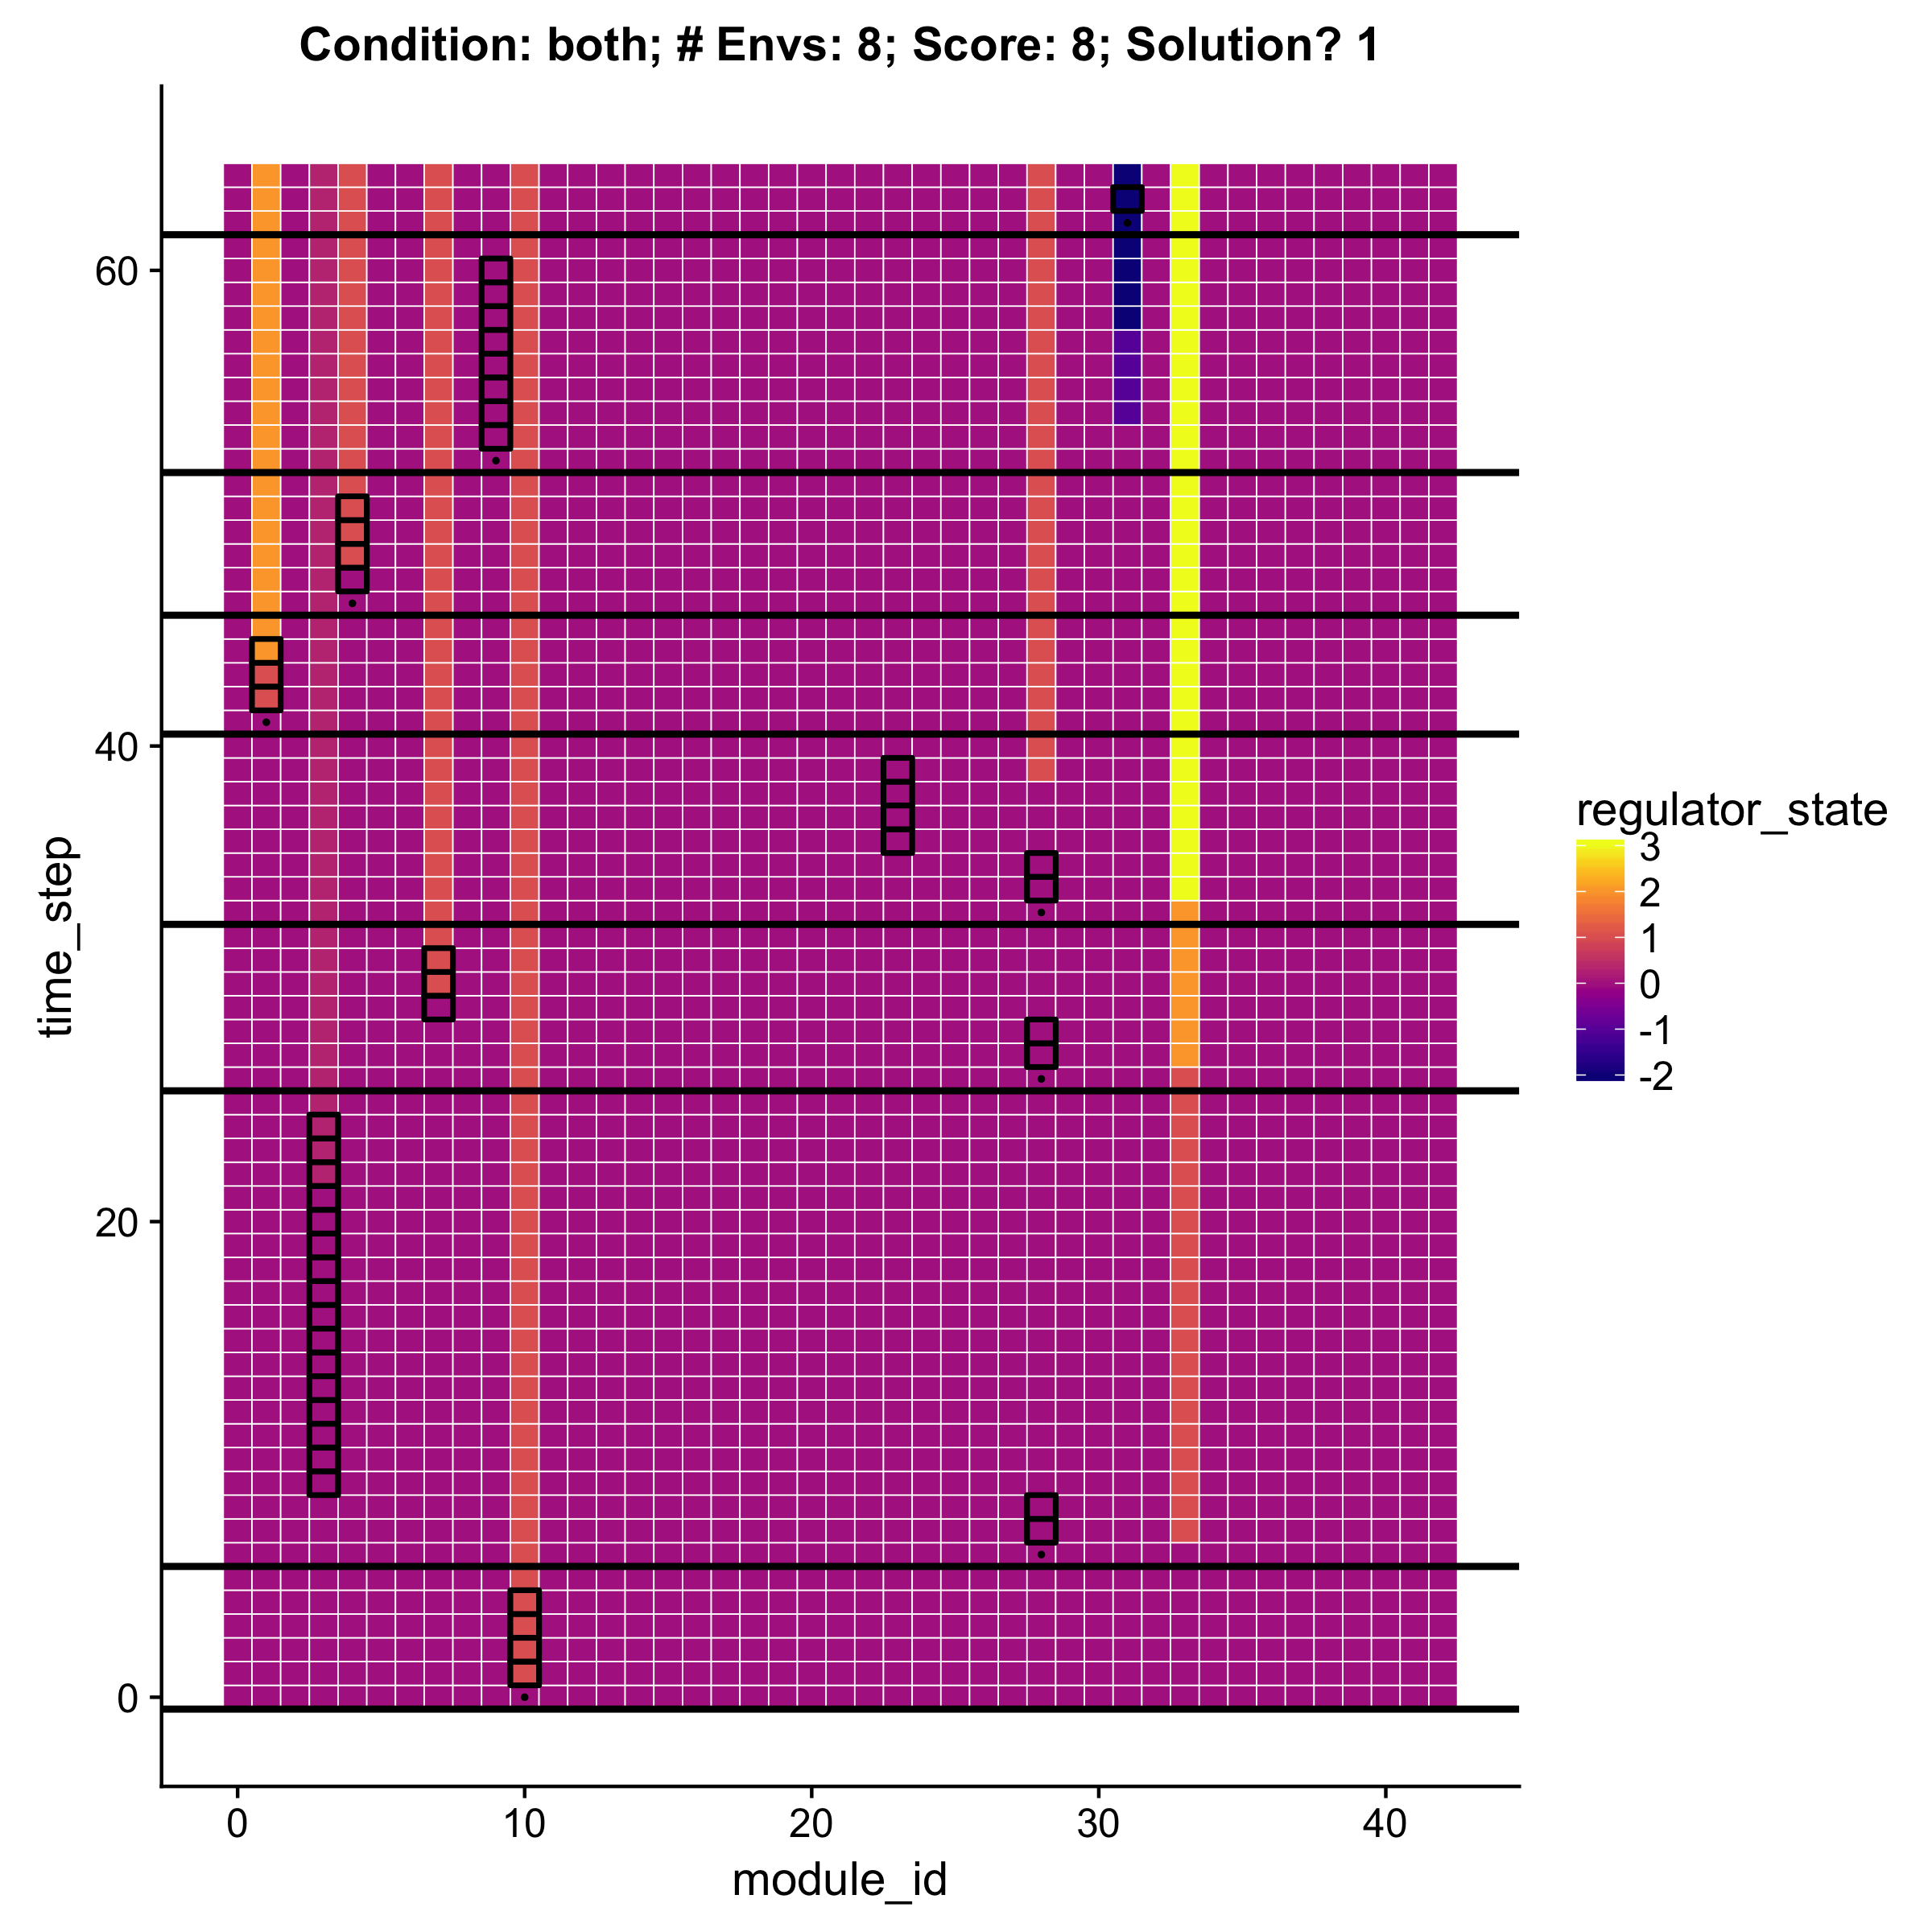 Condition: both; # Envs: 8; Score: 8; Solution? 1
time_step
60
40
20
0
0 10 20 30 40
module_id
regulator_state
3
2
1
0
-1
-2